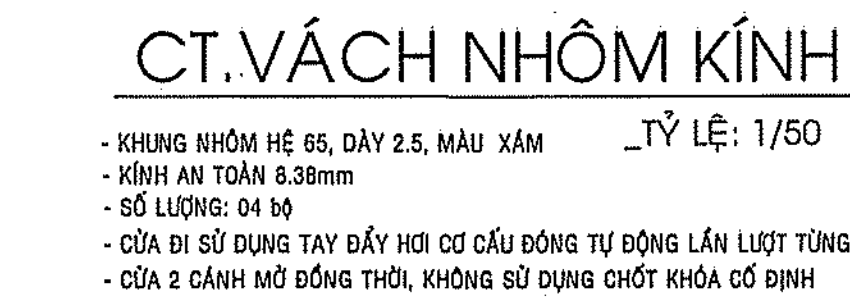 CT.VÁCH NHÔM KÍNH
_TỶ LỆ: 1/50
- KHUNG NHÔM HỆ 65, DÀY 2.5, MÀU XÁM
- KÍNH AN TOÀN 8.38mm
- SỐ LƯỢNG: 04 bộ
- CỬA ĐI SỬ DỤNG TAY ĐẨY HƠI CƠ CẤU ĐÓNG TỰ ĐỘNG LẦN LƯỢT TỪNG
- CỬA 2 CÁNH MỞ ĐỒNG THỜI, KHÔNG SỬ DỤNG CHỐT KHÓA CỐ ĐỊNH